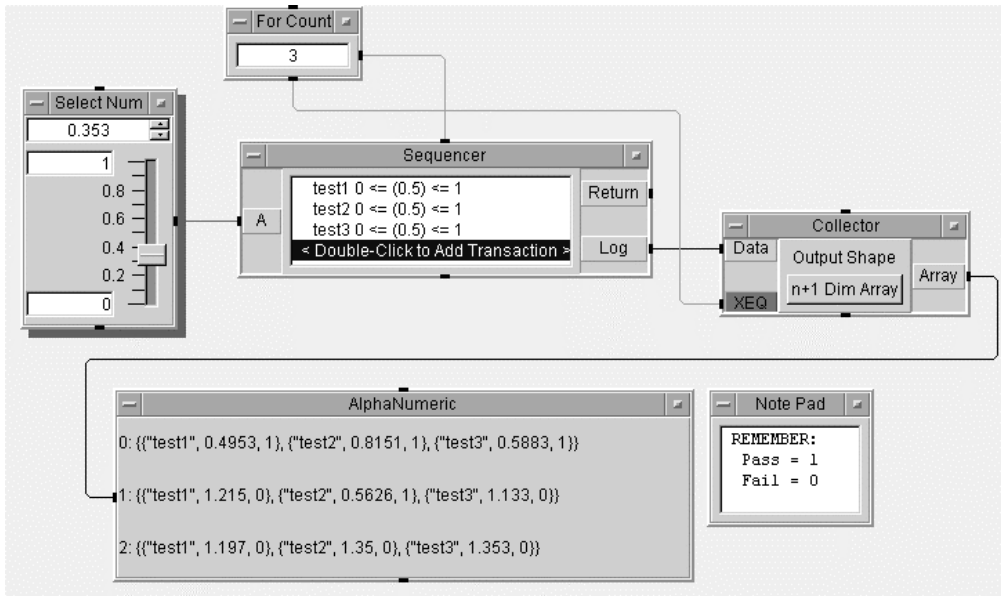 For Count
3
Select Num
0.353
1
0.8
0.6
0.4
0.2
0
Sequencer
A
test1 0 <= (0.5) <= 1
test2 0 <= (0.5) <= 1
test3 0 <= (0.5) <= 1
< Double-Click to Add Transaction >
Return
Log
Collector
Data
XEQ
Output Shape
n+1 Dim Array
Array
AlphaNumeric
0: {{"test1", 0.4953, 1}, {"test2", 0.8151, 1}, {"test3", 0.5883, 1}}
1: {{"test1", 1.215, 0}, {"test2", 0.5626, 1}, {"test3", 1.133, 0}}
2: {{"test1", 1.197, 0}, {"test2", 1.35, 0}, {"test3", 1.353, 0}}
Note Pad
REMEMBER:
Pass = 1
Fail = 0